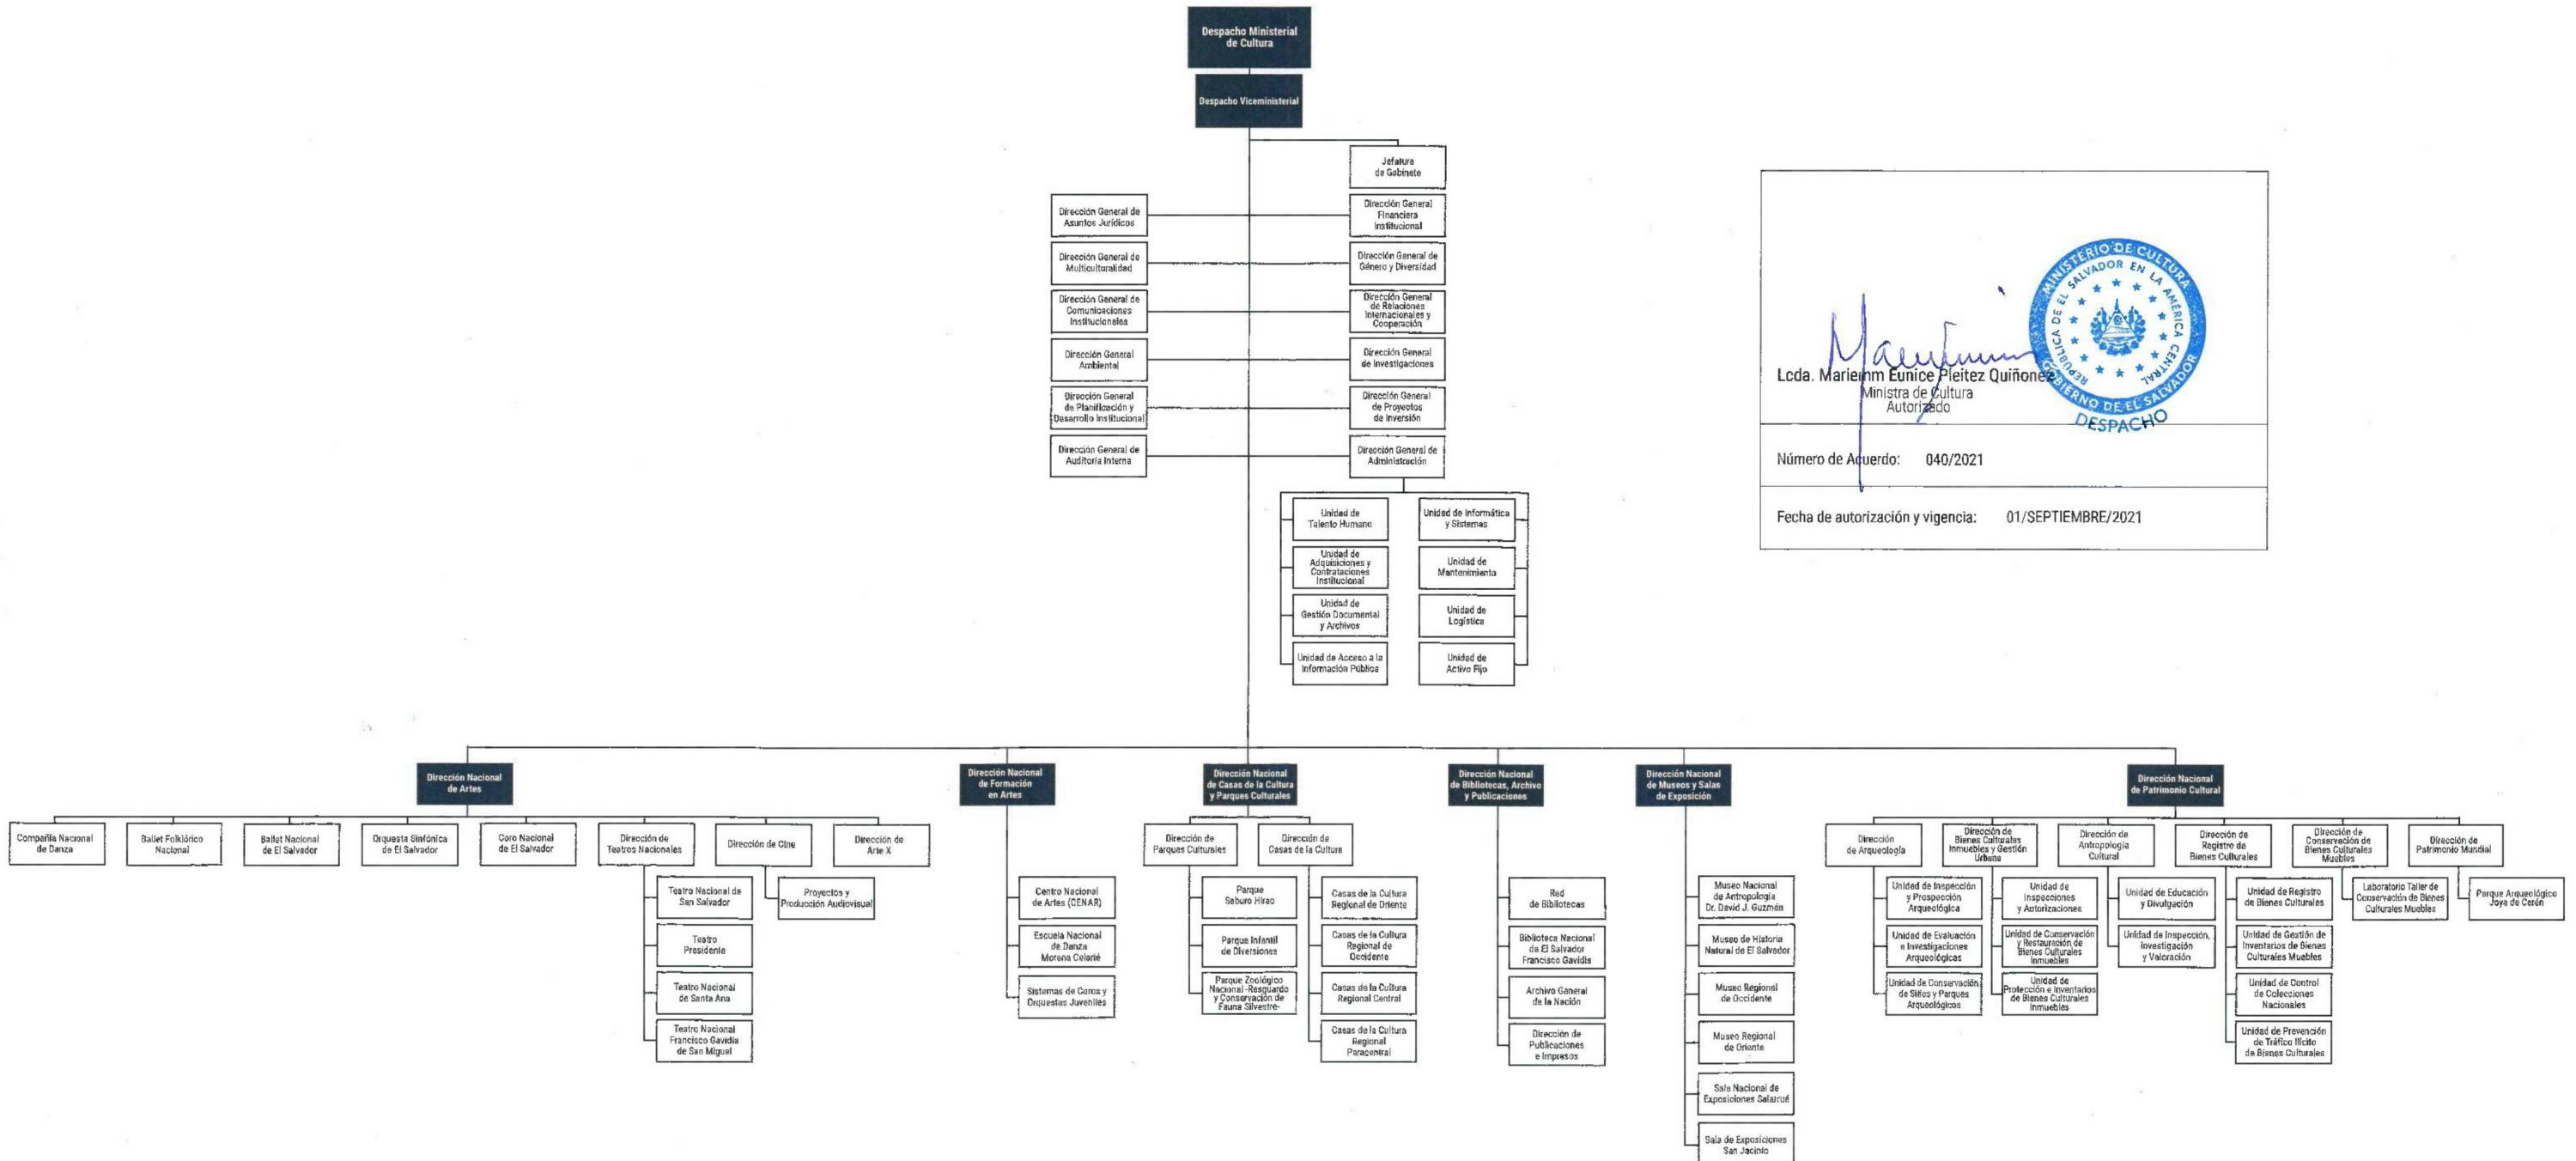 Despacho Ministerial
de Cultura
Despacho Viceministerial
Jefatura
de Gabinete
Dirección General de
Asuntos Jurídicos
Dirección General
Financiera
Institucional
Dirección General de
Multiculturalidad
Dirección General de
Género y Diversidad
Dirección General de
Comunicaciones
Institucionales
Dirección General
de Relaciones
Internacionales y
Cooperación
Dirección General
Ambiental
Dirección General
de Investigaciones
Dirección General
de Planificación y
Desarrollo Institucional
Dirección General
de Proyectos
de Inversión
Dirección General de
Auditoría Interna
Dirección General de
Administración
Unidad de
Talento Humano
Unidad de Informática
y Sistemas
Unidad de
Adquisiciones y
Contrataciones
Institucional
Unidad de
Mantenimiento
Unidad de
Gestión Documental
y Archivos
Unidad de
Logística
Unidad de Acceso a la
Información Pública
Unidad de
Activo Fijo
MINISTERIO DE CULTURA
REPÚBLICA DE EL SALVADOR EN LA AMÉRICA CENTRAL
GOBIERNO DE EL SALVADOR
DESPACHO
Lcda. Mariemm Eunice Pleitez Quiñonez
Ministra de Cultura
Autorizado
Número de Acuerdo: 040/2021
Fecha de autorización y vigencia: 01/SEPTIEMBRE/2021
Dirección Nacional
de Artes
Compañía Nacional
de Danza
Ballet Folklórico
Nacional
Ballet Nacional
de El Salvador
Orquesta Sinfónica
de El Salvador
Coro Nacional
de El Salvador
Dirección de
Teatros Nacionales
Teatro Nacional de
San Salvador
Teatro
Presidente
Teatro Nacional
de Santa Ana
Teatro Nacional
Francisco Gavidia
de San Miguel
Dirección de Cine
Proyectos y
Producción Audiovisual
Dirección de
Arte X
Dirección Nacional
de Formación
en Artes
Centro Nacional
de Artes (CENAR)
Escuela Nacional
de Danza
Morena Celarié
Sistemas de Coros y
Orquestas Juveniles
Dirección Nacional
de Casas de la Cultura
y Parques Culturales
Dirección de
Parques Culturales
Parque
Saburo Hirao
Parque Infantil
de Diversiones
Parque Zoológico
Nacional -Resguardo
y Conservación de
Fauna Silvestre-
Dirección de
Casas de la Cultura
Casas de la Cultura
Regional de Oriente
Casas de la Cultura
Regional de
Occidente
Casas de la Cultura
Regional Central
Casas de la Cultura
Regional
Paracentral
Dirección Nacional
de Bibliotecas, Archivo
y Publicaciones
Red
de Bibliotecas
Biblioteca Nacional
de El Salvador
Francisco Gavidia
Archivo General
de la Nación
Dirección de
Publicaciones
e Impresos
Dirección Nacional
de Museos y Salas
de Exposición
Museo Nacional
de Antropología
Dr. David J. Guzmán
Museo de Historia
Natural de El Salvador
Museo Regional
de Occidente
Museo Regional
de Oriente
Sala Nacional de
Exposiciones Salarrué
Sala de Exposiciones
San Jacinto
Dirección Nacional
de Patrimonio Cultural
Dirección
de Arqueología
Unidad de Inspección
y Prospección
Arqueológica
Unidad de Evaluación
e Investigaciones
Arqueológicas
Unidad de Conservación
de Sitios y Parques
Arqueológicos
Dirección de
Bienes Culturales
Inmuebles y Gestión
Urbana
Unidad de
Inspecciones
y Autorizaciones
Unidad de Conservación
y Restauración de
Bienes Culturales
Inmuebles
Unidad de
Protección e Inventarios
de Bienes Culturales
Inmuebles
Dirección de
Antropología
Cultural
Unidad de Educación
y Divulgación
Unidad de Inspección,
Investigación
y Valoración
Dirección de
Registro de
Bienes Culturales
Unidad de Registro
de Bienes Culturales
Unidad de Gestión de
Inventarios de Bienes
Culturales Muebles
Unidad de Control
de Colecciones
Nacionales
Unidad de Prevención
de Tráfico Ilícito
de Bienes Culturales
Dirección de
Conservación de
Bienes Culturales
Muebles
Laboratorio Taller de
Conservación de Bienes
Culturales Muebles
Dirección de
Patrimonio Mundial
Parque Arqueológico
Joya de Cerén